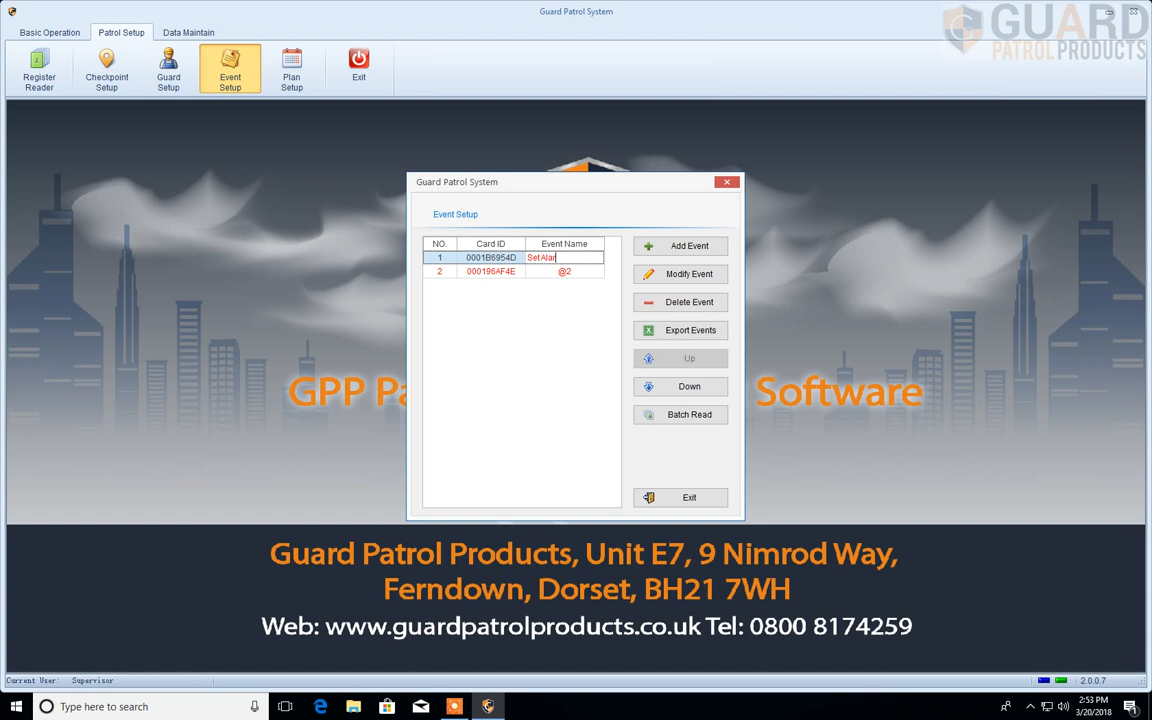 Guard Patrol System
GUARD
PATROL PRODUCTS
Basic Operation Patrol Setup Data Maintain
Register Reader
Checkpoint Setup
Guard Setup
Event Setup
Plan Setup
Exit
Guard Patrol System
Event Setup
NO. Card ID Event Name
1 0001B6954D Set Alar
2 000196AF4E @2
Add Event
Modify Event
Delete Event
Export Events
Up
Down
Batch Read
Exit
GPP Pa Software
Guard Patrol Products, Unit E7, 9 Nimrod Way,
Ferndown, Dorset, BH21 7WH
Web: www.guardpatrolproducts.co.uk Tel: 0800 8174259
Current User: Supervisor 2.0.0.7
Type here to search
2:53 PM
3/20/2018